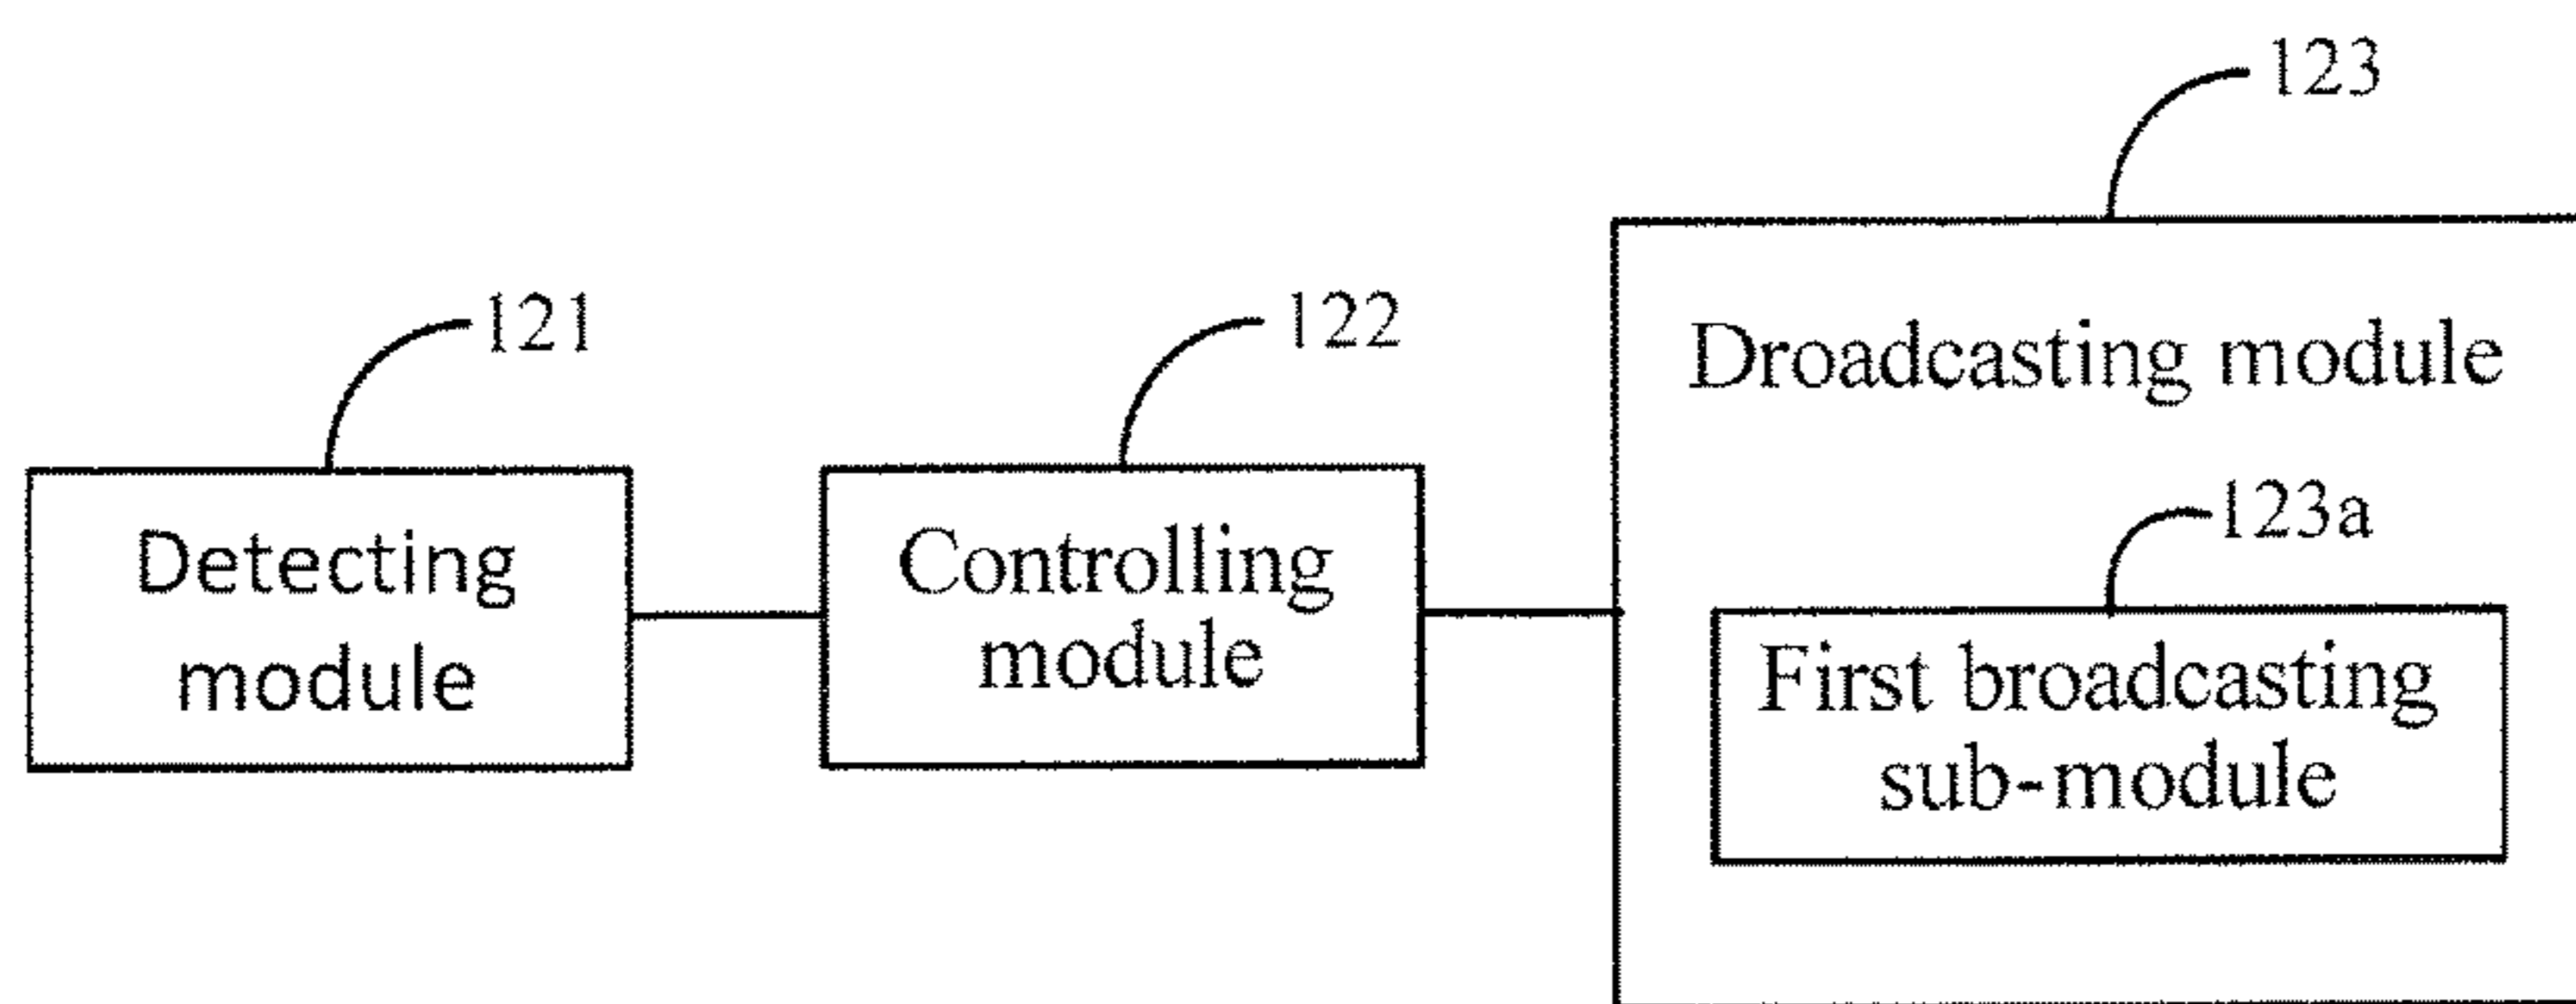 123
121
122
Droadcasting module
123a
Detecting
module
Controlling
module
First broadcasting
sub-module